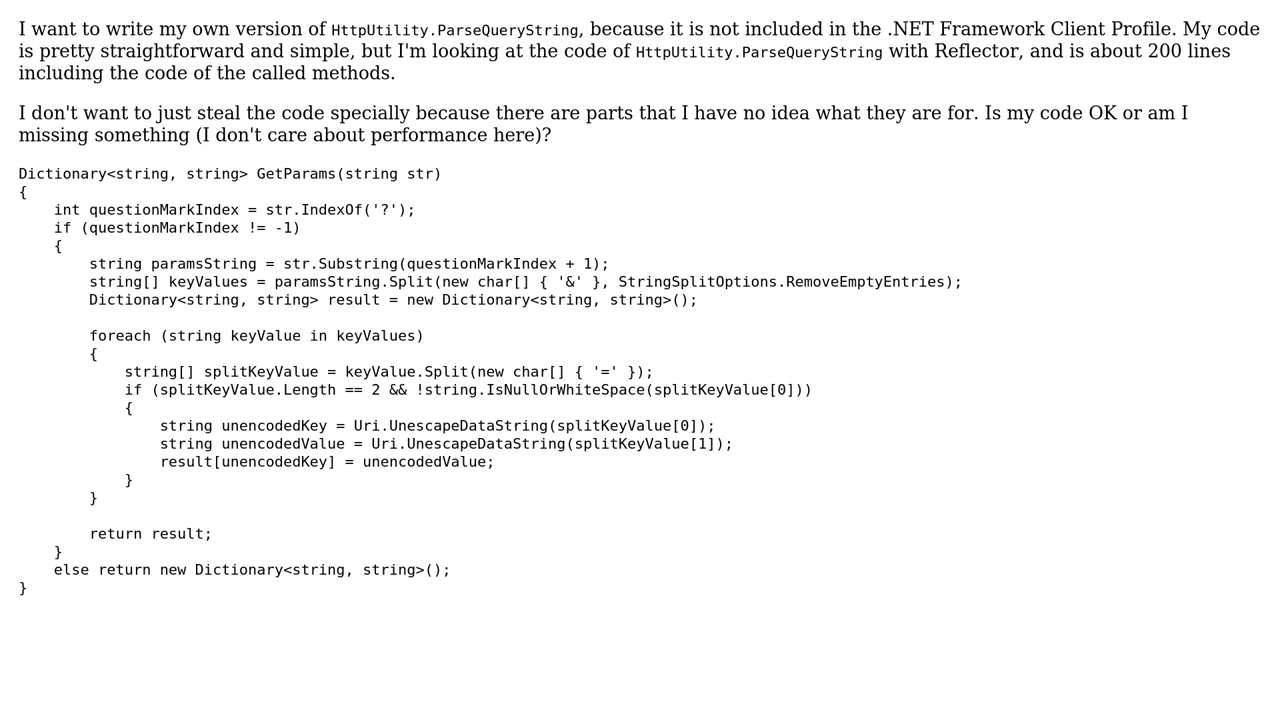 I want to write my own version of HttpUtility.ParseQueryString, because it is not included in the .NET Framework Client Profile. My code
is pretty straightforward and simple, but I'm looking at the code of HttpUtility.ParseQueryString with Reflector, and is about 200 lines
including the code of the called methods.
I don't want to just steal the code specially because there are parts that I have no idea what they are for. Is my code OK or am I
missing something (I don't care about performance here)?
Dictionary<string, string> GetParams(string str)
{
    int questionMarkIndex = str.IndexOf('?');
    if (questionMarkIndex != -1)
    {
        string paramsString = str.Substring(questionMarkIndex + 1);
        string[] keyValues = paramsString.Split(new char[] { '&' }, StringSplitOptions.RemoveEmptyEntries);
        Dictionary<string, string> result = new Dictionary<string, string>();
        foreach (string keyValue in keyValues)
        {
            string[] splitKeyValue = keyValue.Split(new char[] { '=' });
            if (splitKeyValue.Length == 2 && !string.IsNullOrWhiteSpace(splitKeyValue[0]))
            {
                string unencodedKey = Uri.UnescapeDataString(splitKeyValue[0]);
                string unencodedValue = Uri.UnescapeDataString(splitKeyValue[1]);
                result[unencodedKey] = unencodedValue;
            }
        }
        return result;
    }
    else return new Dictionary<string, string>();
}